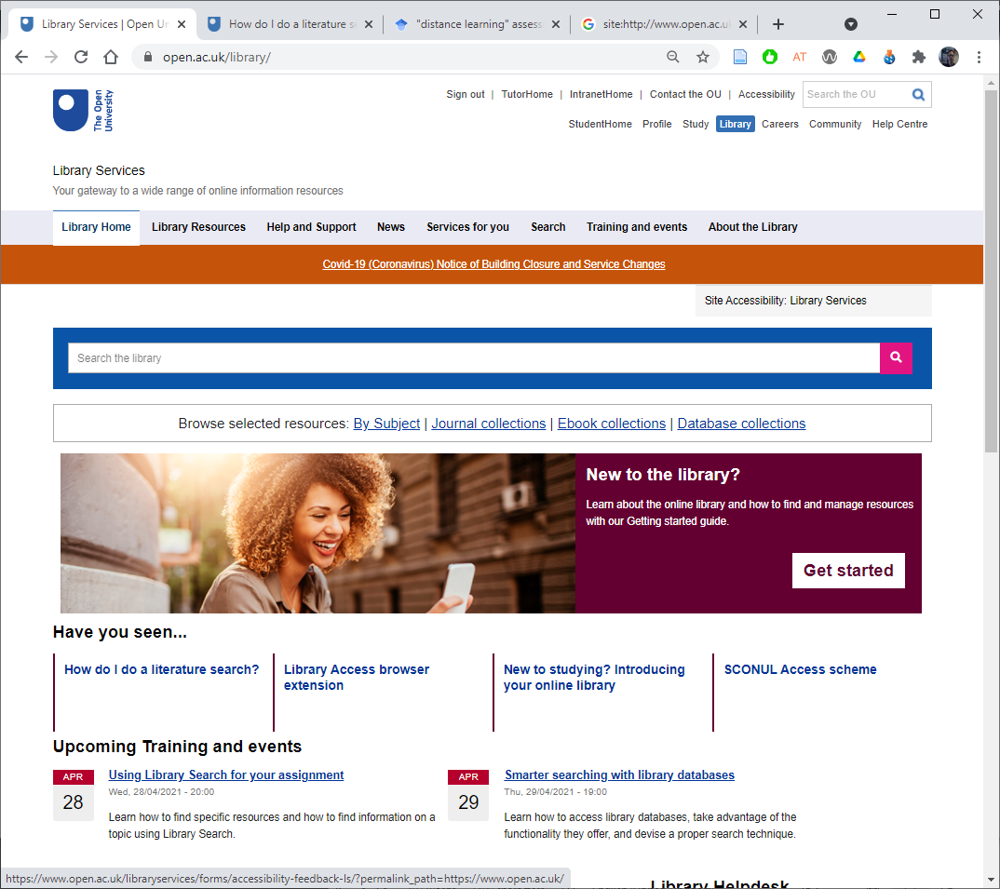 Library Services | Open Un
How do I do a literature s
"distance learning" assess
site:http://www.open.ac.u
open.ac.uk/library/
AT
The Open
University
Sign out | TutorHome | IntranetHome | Contact the OU | Accessibility
Search the OU
StudentHome Profile Study Library Careers Community Help Centre
Library Services
Your gateway to a wide range of online information resources
Library Home Library Resources Help and Support News Services for you Search Training and events About the Library
Covid-19 (Coronavirus) Notice of Building Closure and Service Changes
Site Accessibility: Library Services
Search the library
Browse selected resources: By Subject | Journal collections | Ebook collections | Database collections
New to the library?
Learn about the online library and how to find and manage resources
with our Getting started guide.
Get started
Have you seen...
How do I do a literature search?
Library Access browser
extension
New to studying? Introducing
your online library
SCONUL Access scheme
Upcoming Training and events
APR
28
Using Library Search for your assignment
Wed, 28/04/2021 - 20:00
Learn how to find specific resources and how to find information on a
topic using Library Search.
APR
29
Smarter searching with library databases
Thu, 29/04/2021 - 19:00
Learn how to access library databases, take advantage of the
functionality they offer, and devise a proper search technique.
Library Helpdesk
https://www.open.ac.uk/libraryservices/forms/accessibility-feedback-ls/?permalink_path=https://www.open.ac.uk/